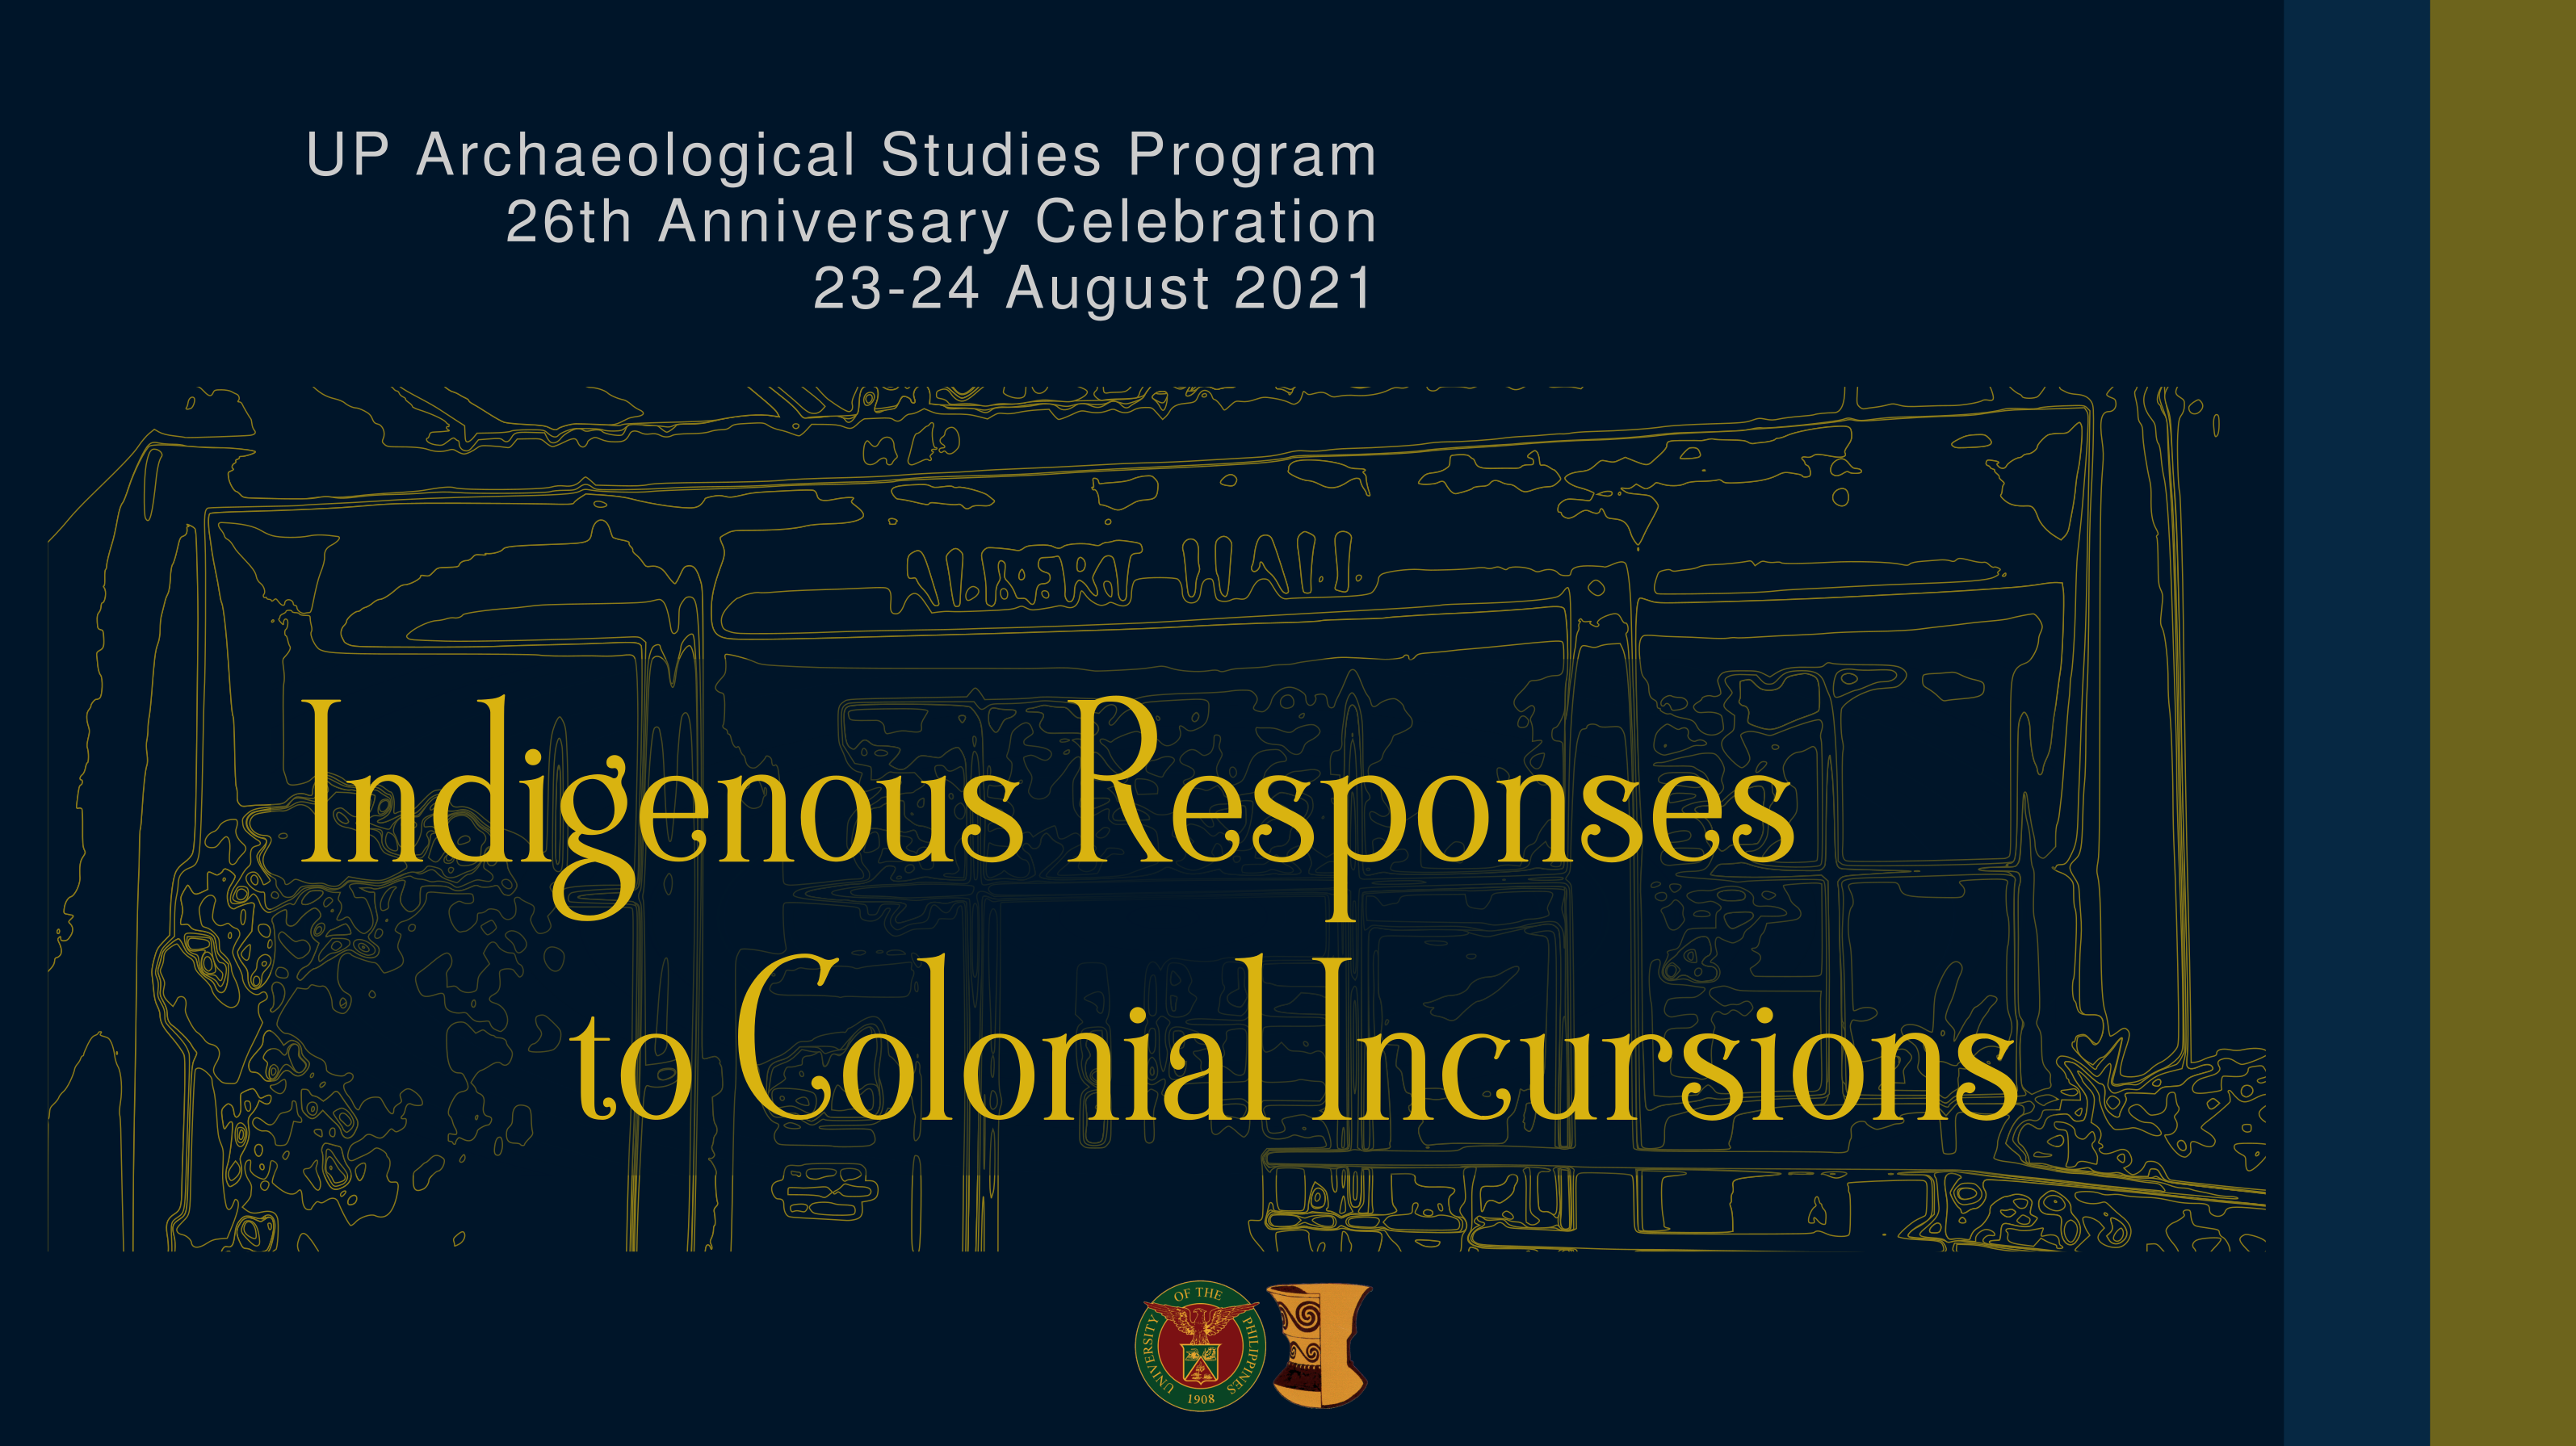 UP Archaeological Studies Program
26th Anniversary Celebration
23-24 August 2021
ALBERT HALL
Indigenous Responses
to Colonial Incursions
UNIVERSITY OF THE PHILIPPINES
1908